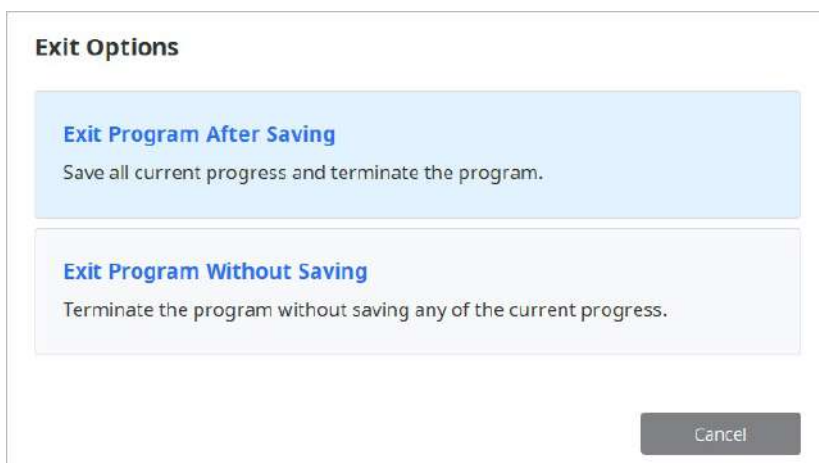 Exit Options
Exit Program After Saving
Save all current progress and terminate the program.
Exit Program Without Saving
Terminate the program without saving any of the current progress.
Cancel